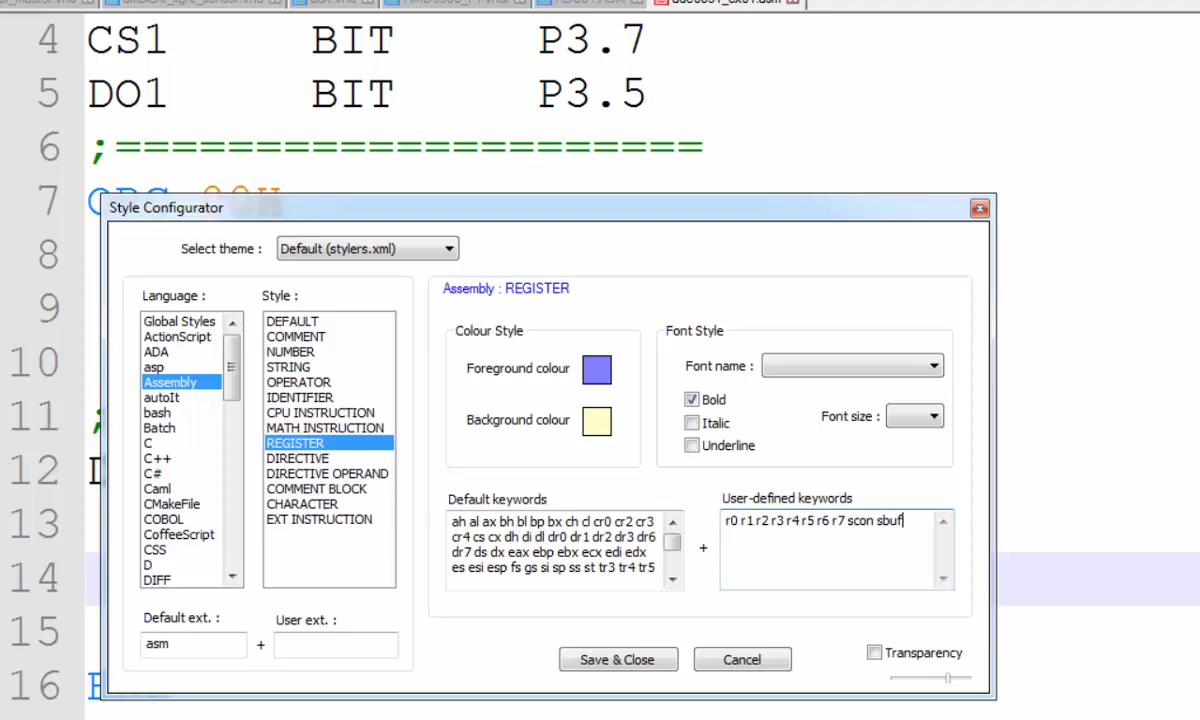 4 CS1 BIT P3.7
5 DO1 BIT P3.5
6 ;=====================
7
8
9
10
11 ;
12
14
15
16
Style Configurator
Select theme : Default (stylers.xml)
Language :
Global Styles
ActionScript
ADA
asp
Assembly
autoIt
bash
Batch
C
C++
C#
Caml
CMakeFile
COBOL
CoffeeScript
CSS
D
DIFF
Default ext. :
asm
+
Style :
DEFAULT
COMMENT
NUMBER
STRING
OPERATOR
IDENTIFIER
CPU INSTRUCTION
MATH INSTRUCTION
REGISTER
DIRECTIVE
DIRECTIVE OPERAND
COMMENT BLOCK
CHARACTER
EXT INSTRUCTION
User ext. :
Assembly : REGISTER
Colour Style
Foreground colour
Background colour
Font Style
Font name :
Bold
Italic
Underline
Font size :
Default keywords
ah al ax bh bl bp bx ch cl cr0 cr2 cr3
cr4 cs cx dh di dl dr0 dr1 dr2 dr3 dr6
dr7 ds dx eax ebp ebx ecx edi edx
es esi esp fs gs si sp ss st tr3 tr4 tr5
+
User-defined keywords
r0 r1 r2 r3 r4 r5 r6 r7 scon sbuf
Save & Close
Cancel
Transparency